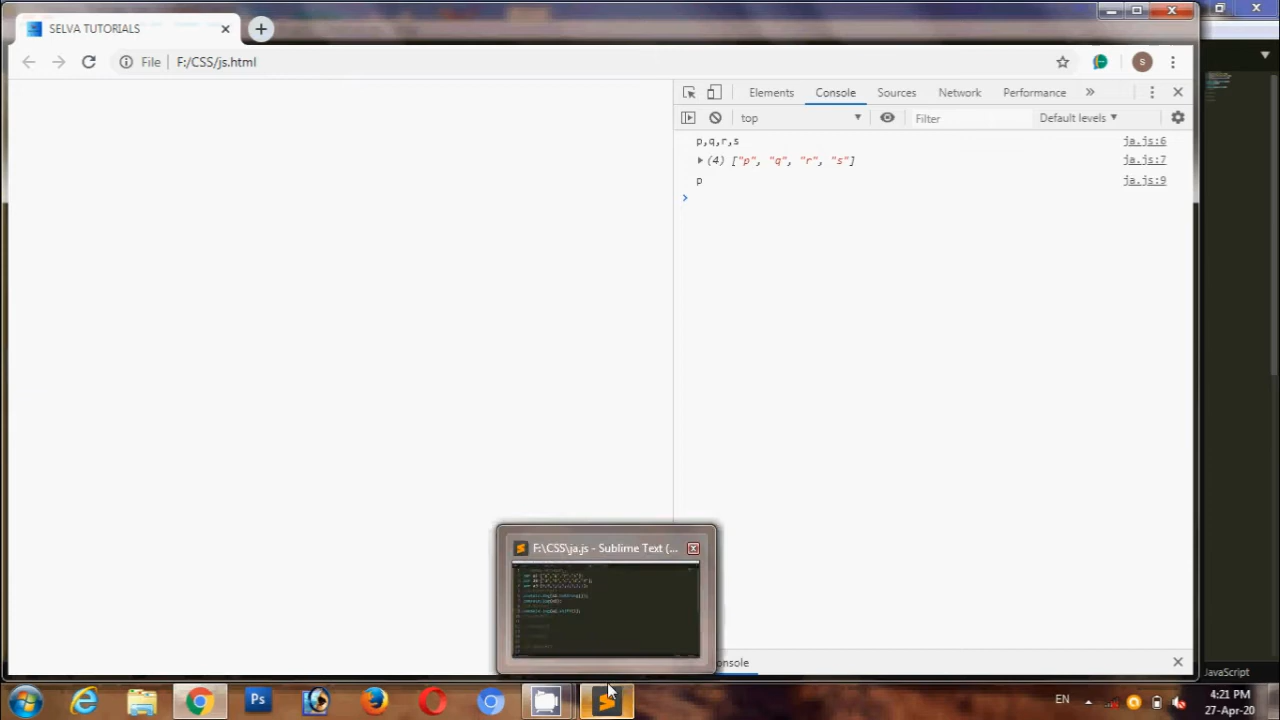 SELVA TUTORIALS
File | F:/CSS/js.html
Elements Console Sources Network Performance »
top Filter Default levels
p,q,r,s ja.js:6
(4) ["p", "q", "r", "s"] ja.js:7
p ja.js:9
F:\CSS\ja.js - Sublime Text (...
Console
JavaScript
Ps
EN
4:21 PM
27-Apr-20
S